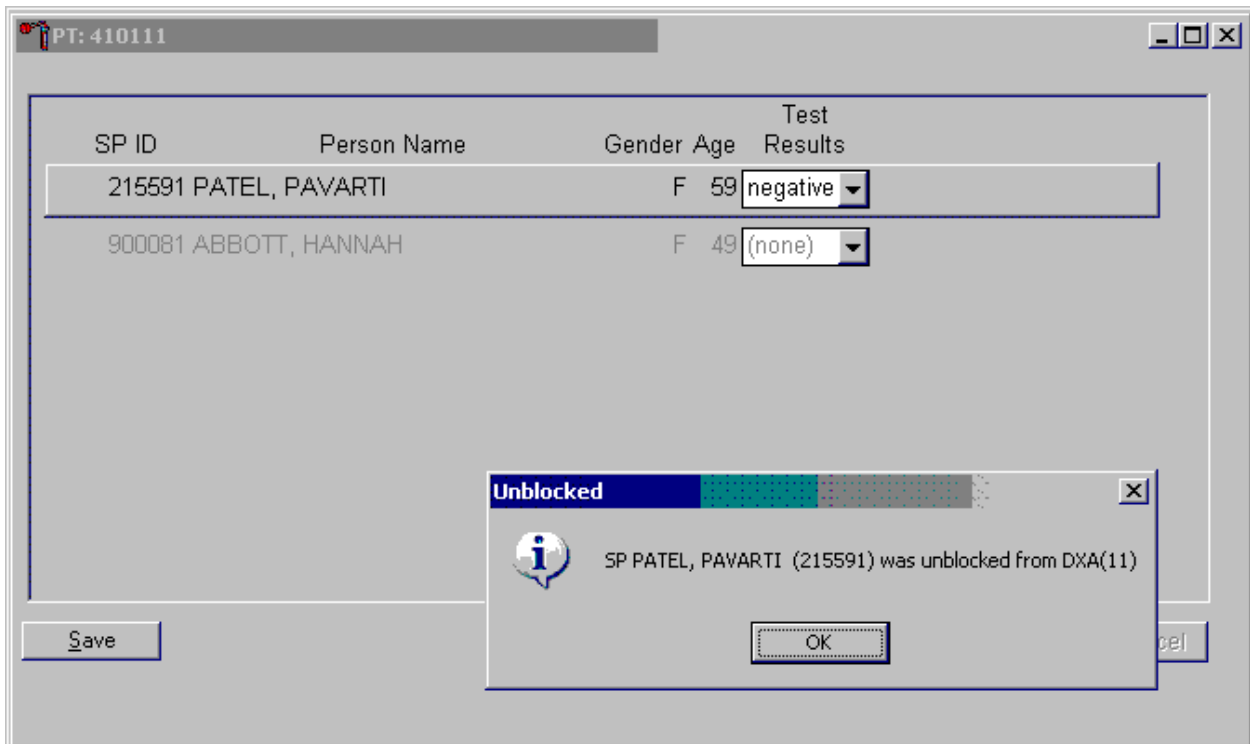 PT: 410111
Test
SP ID Person Name Gender Age Results
215591 PATEL, PAVARTI F 59 negative
900081 ABBOTT, HANNAH F 49 (none)
Unblocked
SP PATEL, PAVARTI (215591) was unblocked from DXA(11)
OK
Save
cel